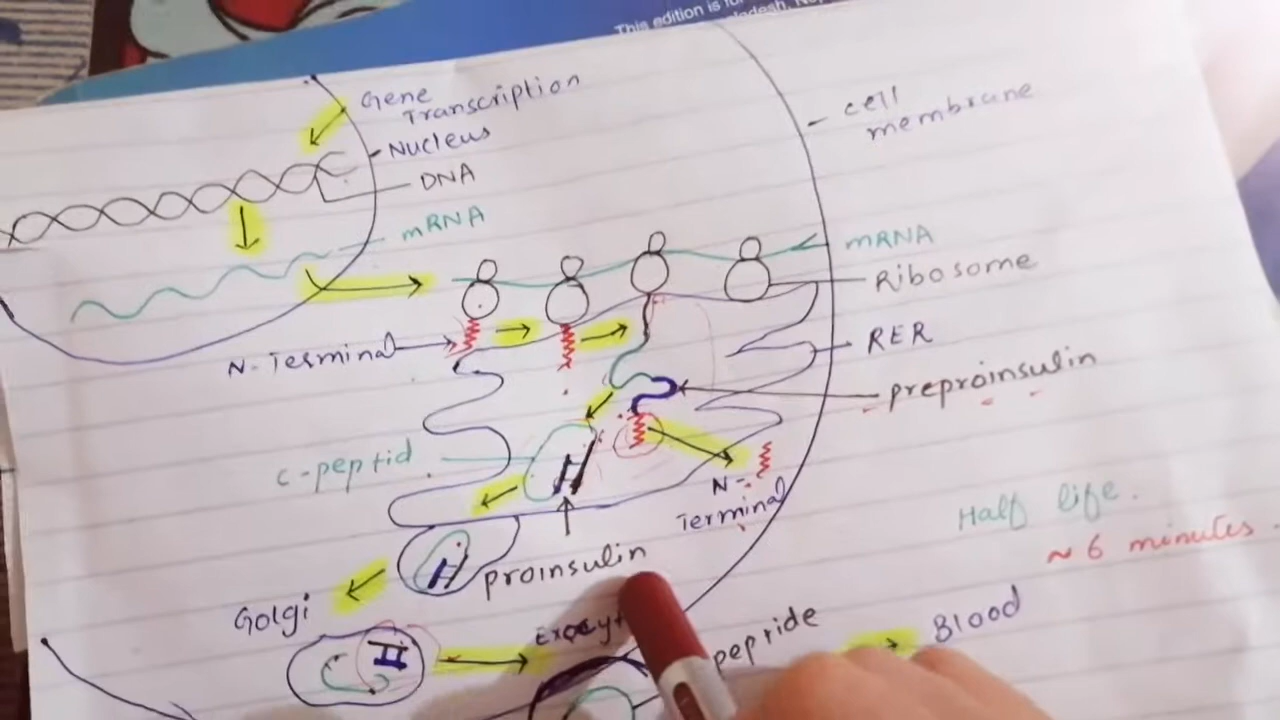 This edition is for
Gene
Transcription
Nucleus
DNA
mRNA
cell
membrane
mRNA
Ribosome
N-Terminal
RER
preproinsulin
C-peptid
N-
Terminal
Half life.
~ 6 minutes.
proinsulin
Golgi
peptide
Blood